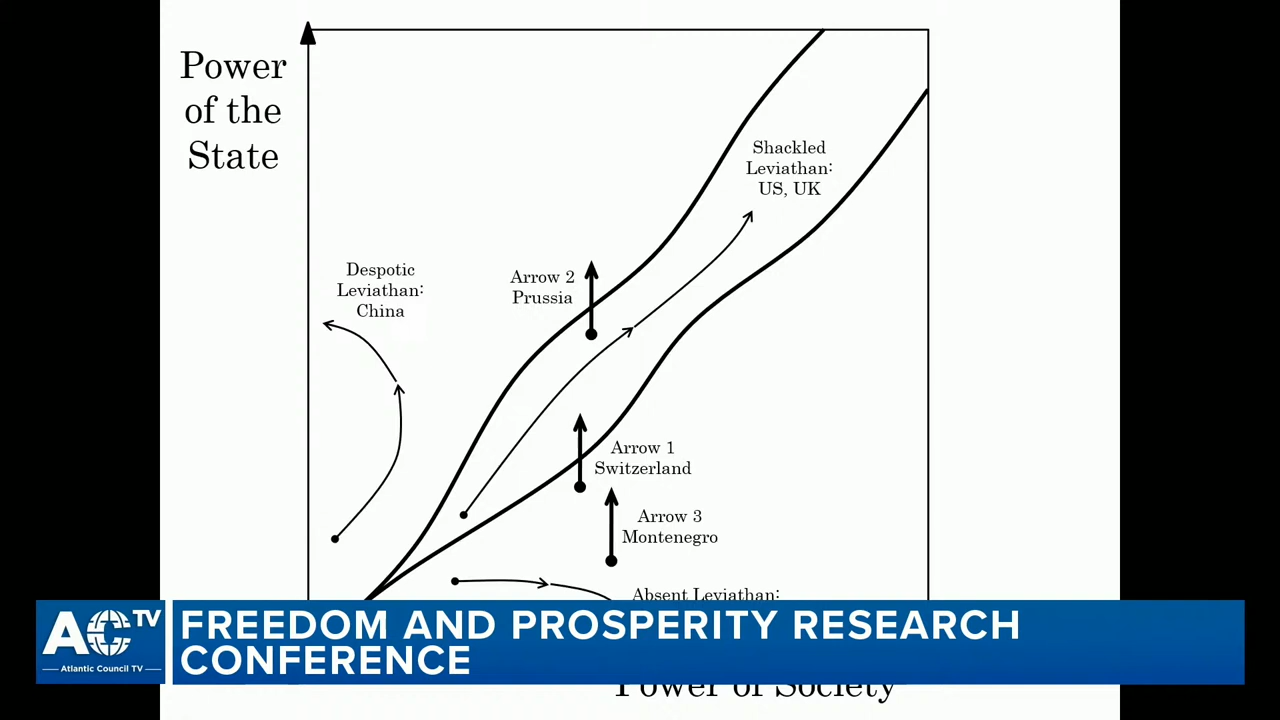 Power
of the
State
Shackled
Leviathan:
US, UK
Despotic
Leviathan:
China
Arrow 2
Prussia
Arrow 1
Switzerland
Arrow 3
Montenegro
Absent Leviathan:
AC TV
Atlantic Council TV
FREEDOM AND PROSPERITY RESEARCH
CONFERENCE
Power of Society